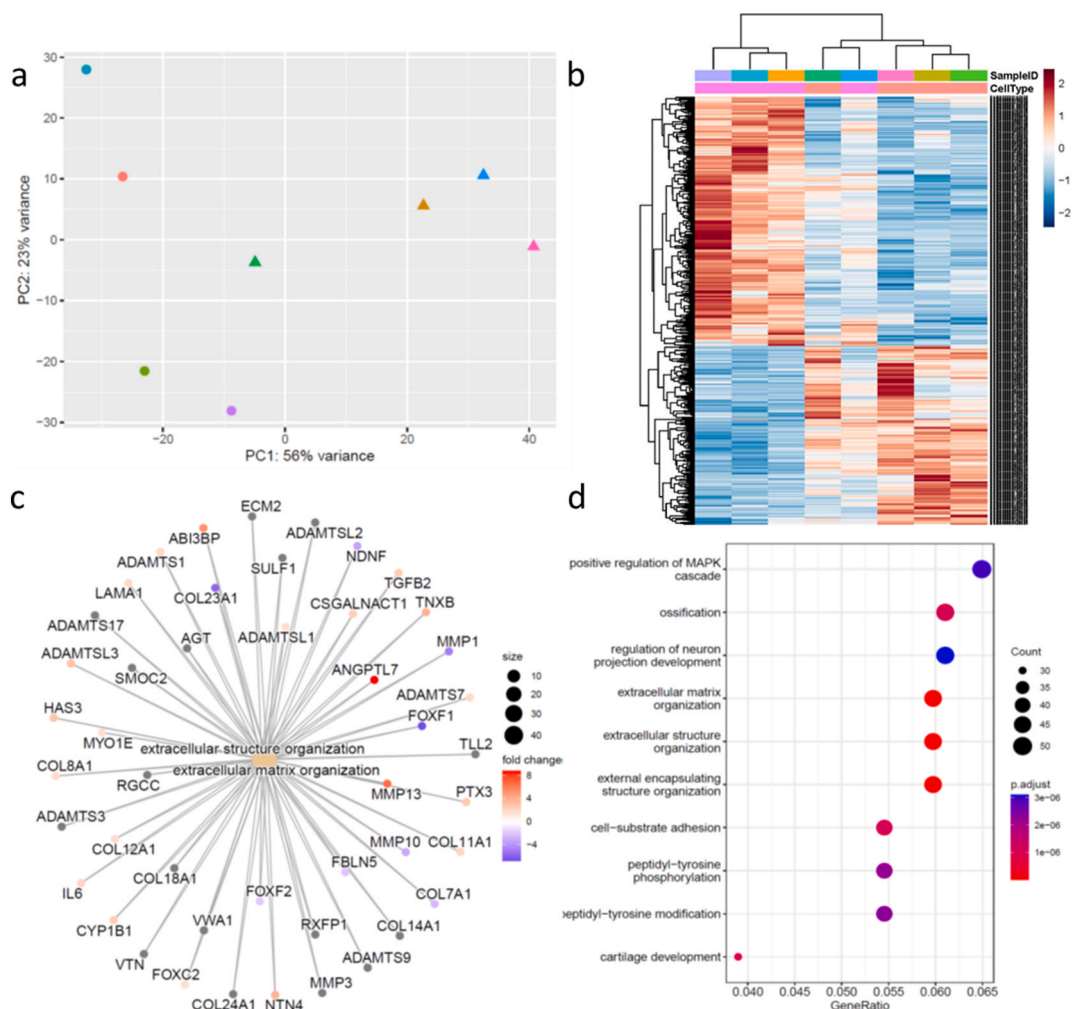 a
30
20
10
0
−10
−20
−30
PC2: 23% variance
−20
0
20
40
PC1: 56% variance
b
SampleID
CellType
2
1
0
−1
−2
c
ECM2
ADAMTSL2
ABI3BP
NDNF
SULF1
ADAMTS1
TGFB2
COL23A1
LAMA1
CSGALNACT1
TNXB
ADAMTS17
AGT
ADAMTSL1
MMP1
ADAMTSL3
SMOC2
ANGPTL7
ADAMTS7
HAS3
FOXF1
MYO1E
extracellular structure organization
TLL2
COL8A1
extracellular matrix organization
RGCC
MMP13
PTX3
ADAMTS3
COL12A1
MMP10
COL11A1
FBLN5
IL6
COL18A1
FOXF2
COL7A1
CYP1B1
VWA1
RXFP1
COL14A1
VTN
ADAMTS9
FOXC2
MMP3
COL24A1
NTN4
size
10
20
30
40
fold change
8
4
0
−4
d
positive regulation of MAPK
cascade
ossification
regulation of neuron
projection development
extracellular matrix
organization
extracellular structure
organization
external encapsulating
structure organization
cell−substrate adhesion
peptidyl−tyrosine
phosphorylation
peptidyl−tyrosine modification
cartilage development
0.040
0.045
0.050
0.055
0.060
0.065
GeneRatio
Count
30
35
40
45
50
p.adjust
3e−06
2e−06
1e−06